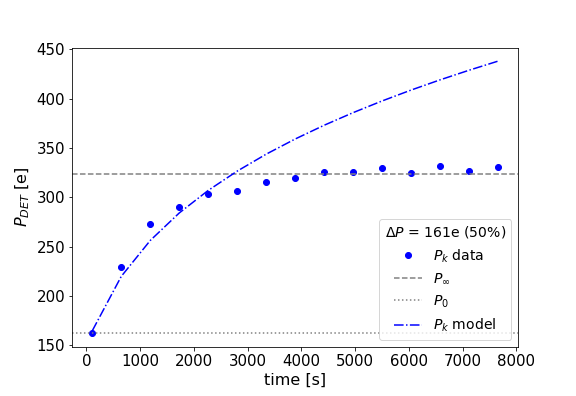 450
400
350
300
250
200
150
P_DET [e]
0 1000 2000 3000 4000 5000 6000 7000 8000
time [s]
ΔP = 161e (50%)
P_k data
P_∞
P_0
P_k model